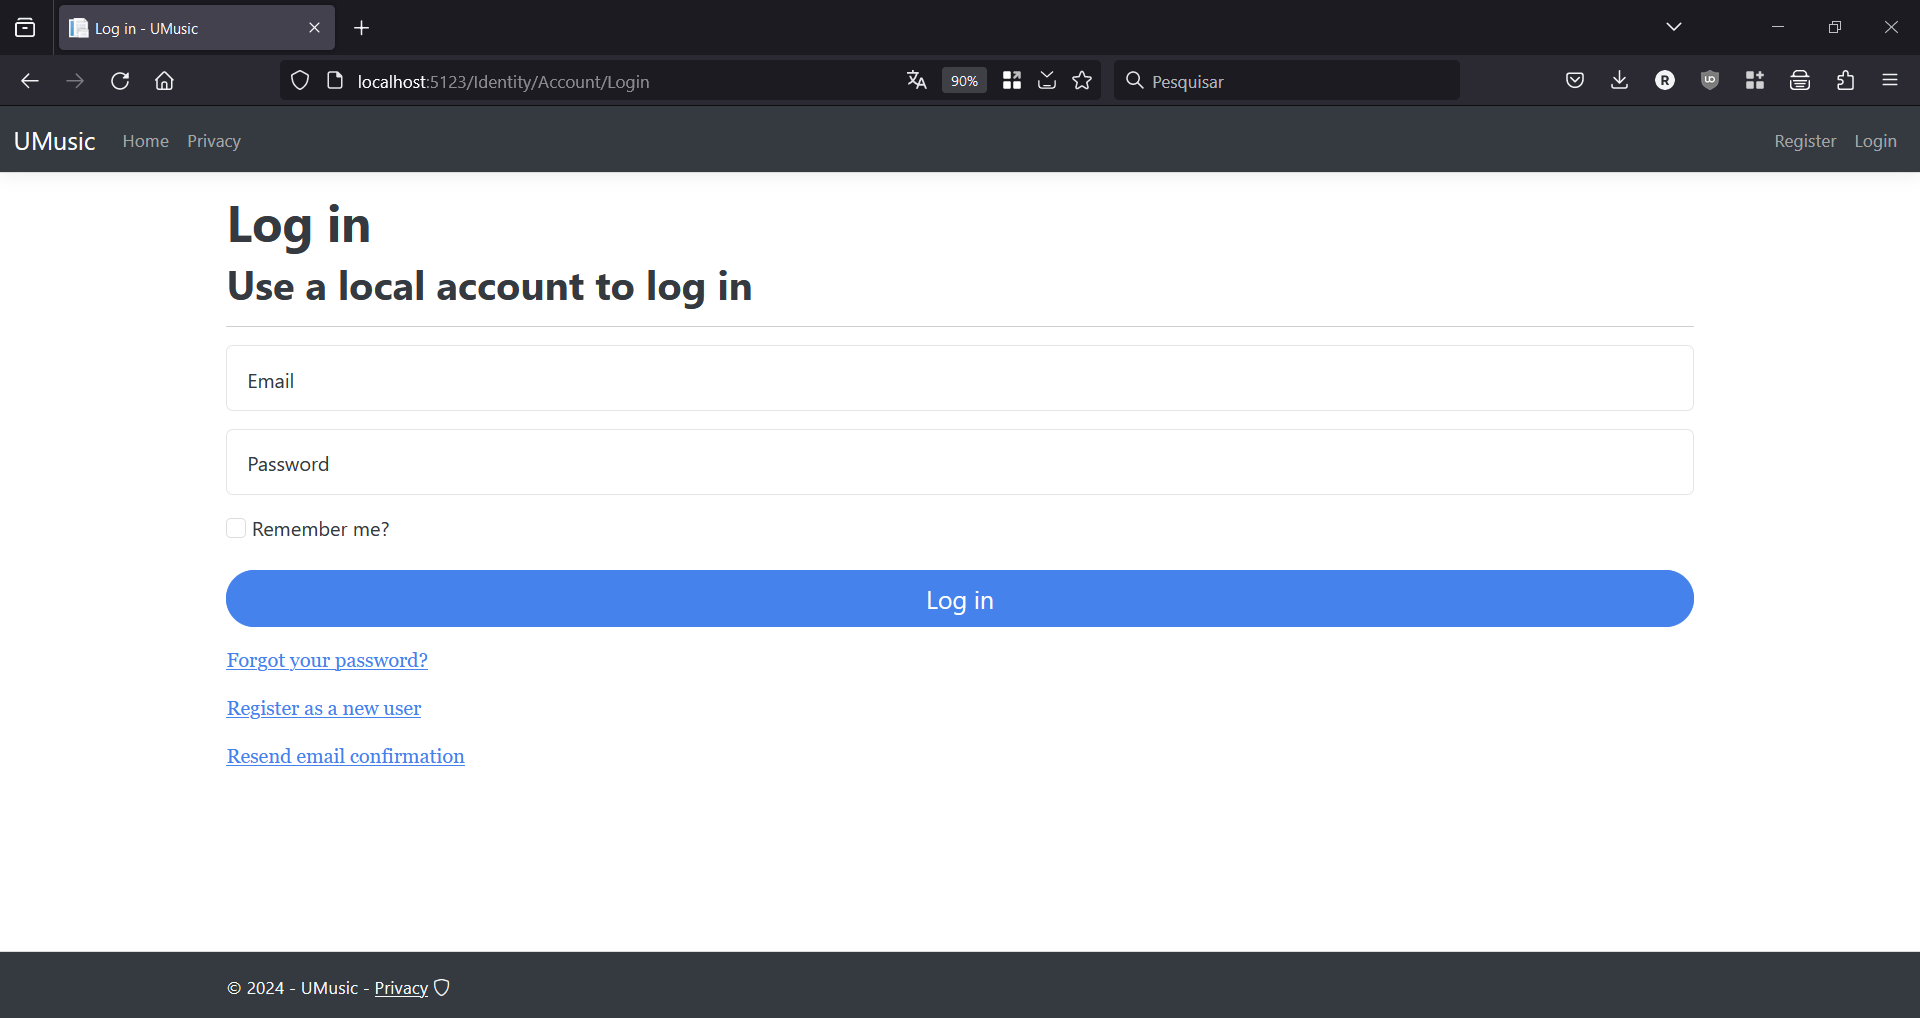 Log in - UMusic
localhost:5123/Identity/Account/Login
90%
Pesquisar
UMusic
Home
Privacy
Register
Login
Log in
Use a local account to log in
Email
Password
Remember me?
Log in
Forgot your password?
Register as a new user
Resend email confirmation
© 2024 - UMusic - Privacy